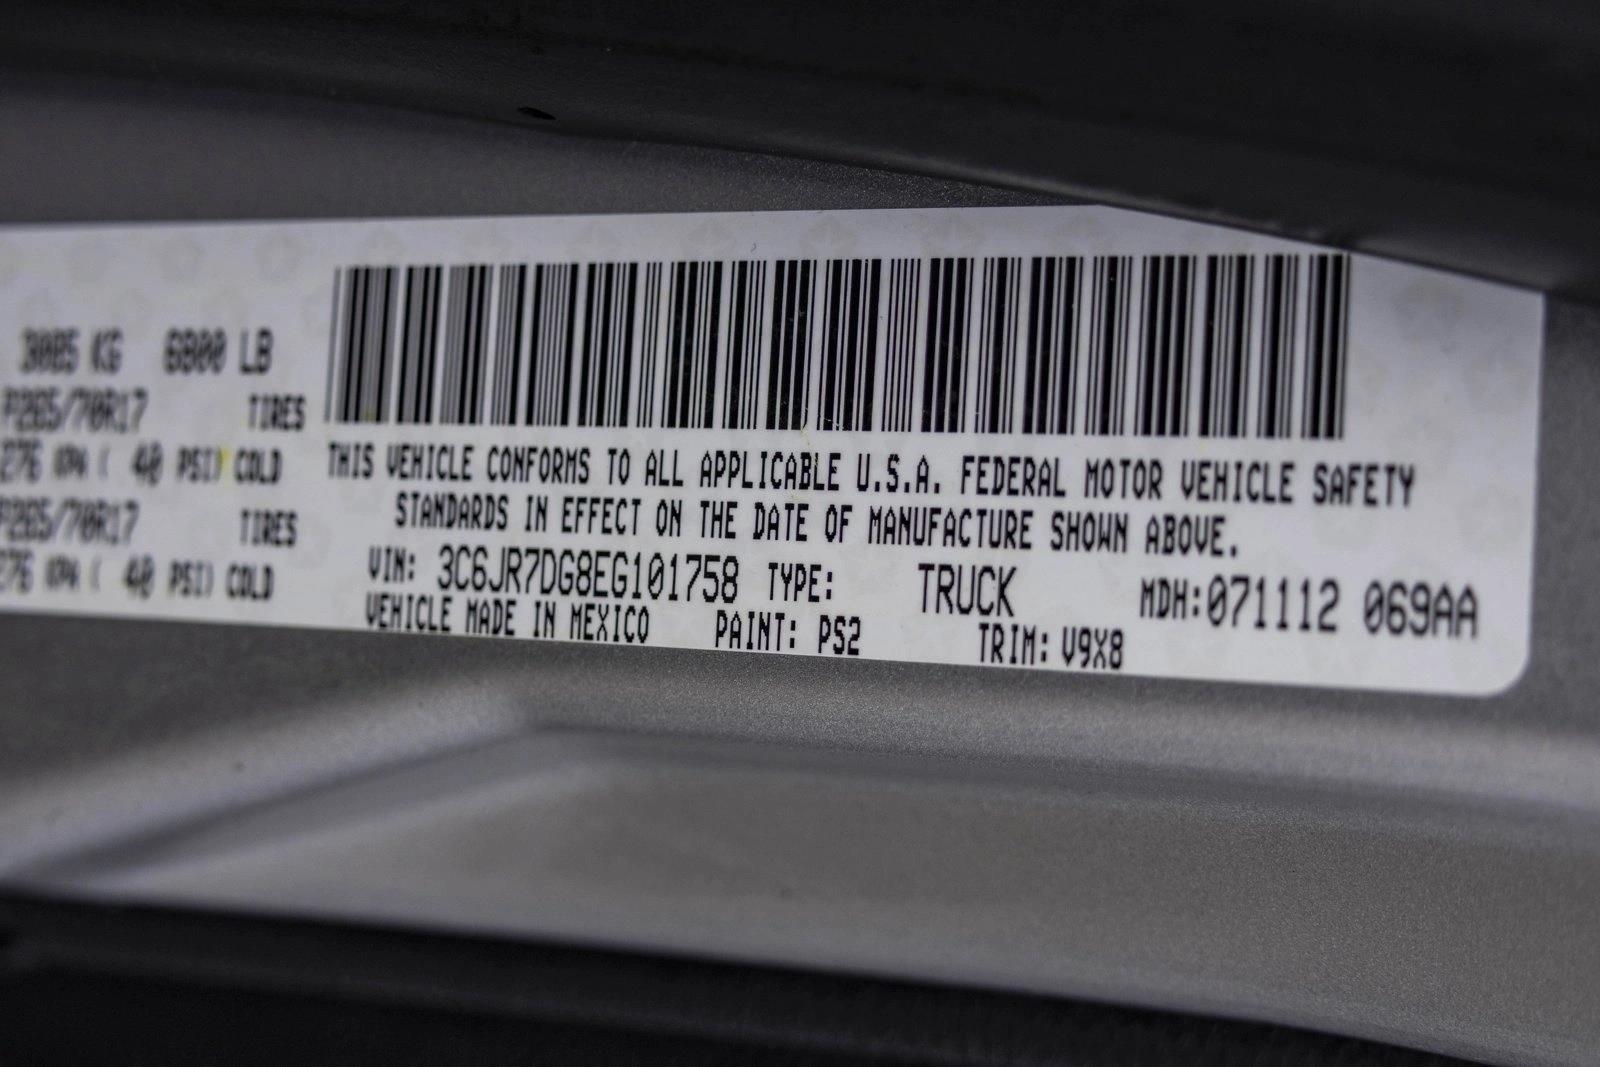 3085 KG 6800 LB
P265/70R17 TIRES
276 KPA ( 40 PSI) COLD
P265/70R17 TIRES
276 KPA ( 40 PSI) COLD
THIS VEHICLE CONFORMS TO ALL APPLICABLE U.S.A. FEDERAL MOTOR VEHICLE SAFETY
STANDARDS IN EFFECT ON THE DATE OF MANUFACTURE SHOWN ABOVE.
VIN: 3C6JR7DG8EG101758 TYPE: TRUCK MDH:071112 069AA
VEHICLE MADE IN MEXICO PAINT: PS2 TRIM: V9X8